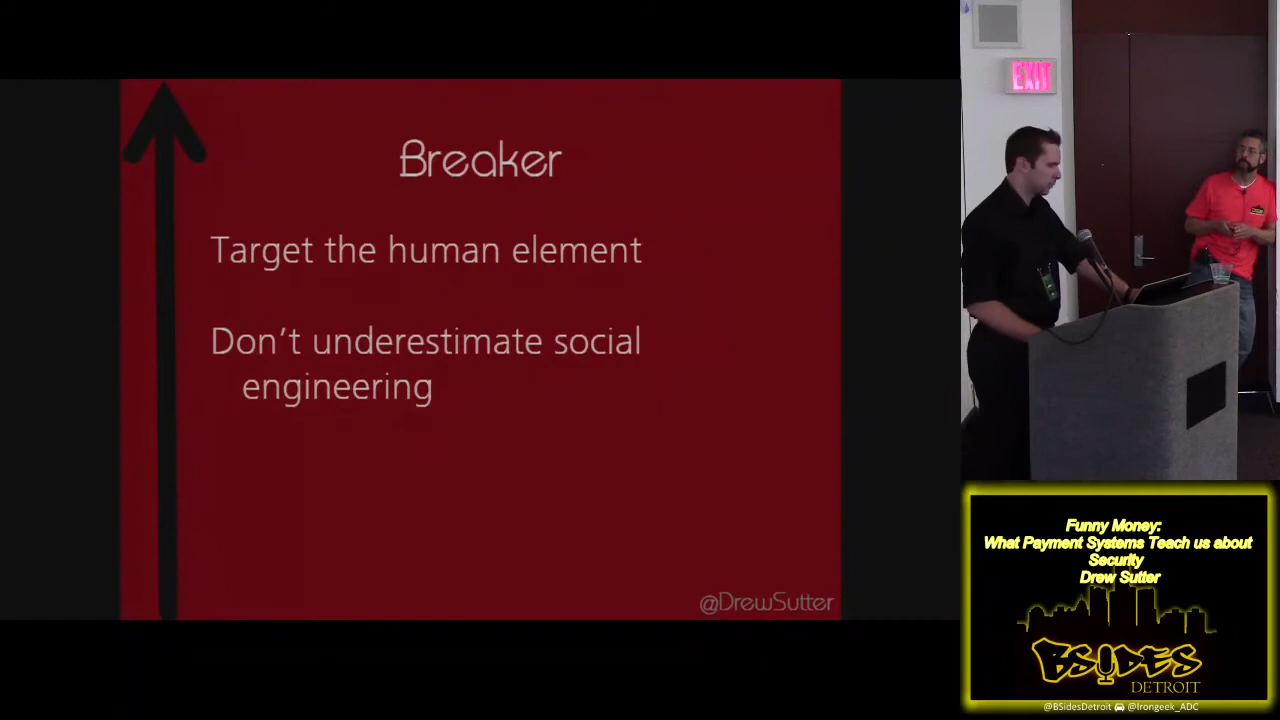 Breaker
Target the human element
Don't underestimate social
engineering
@DrewSutter
EXIT
Funny Money:
What Payment Systems Teach us about
Security
Drew Sutter
BSIDES
DETROIT
@BSidesDetroit @Irongeek_ADC